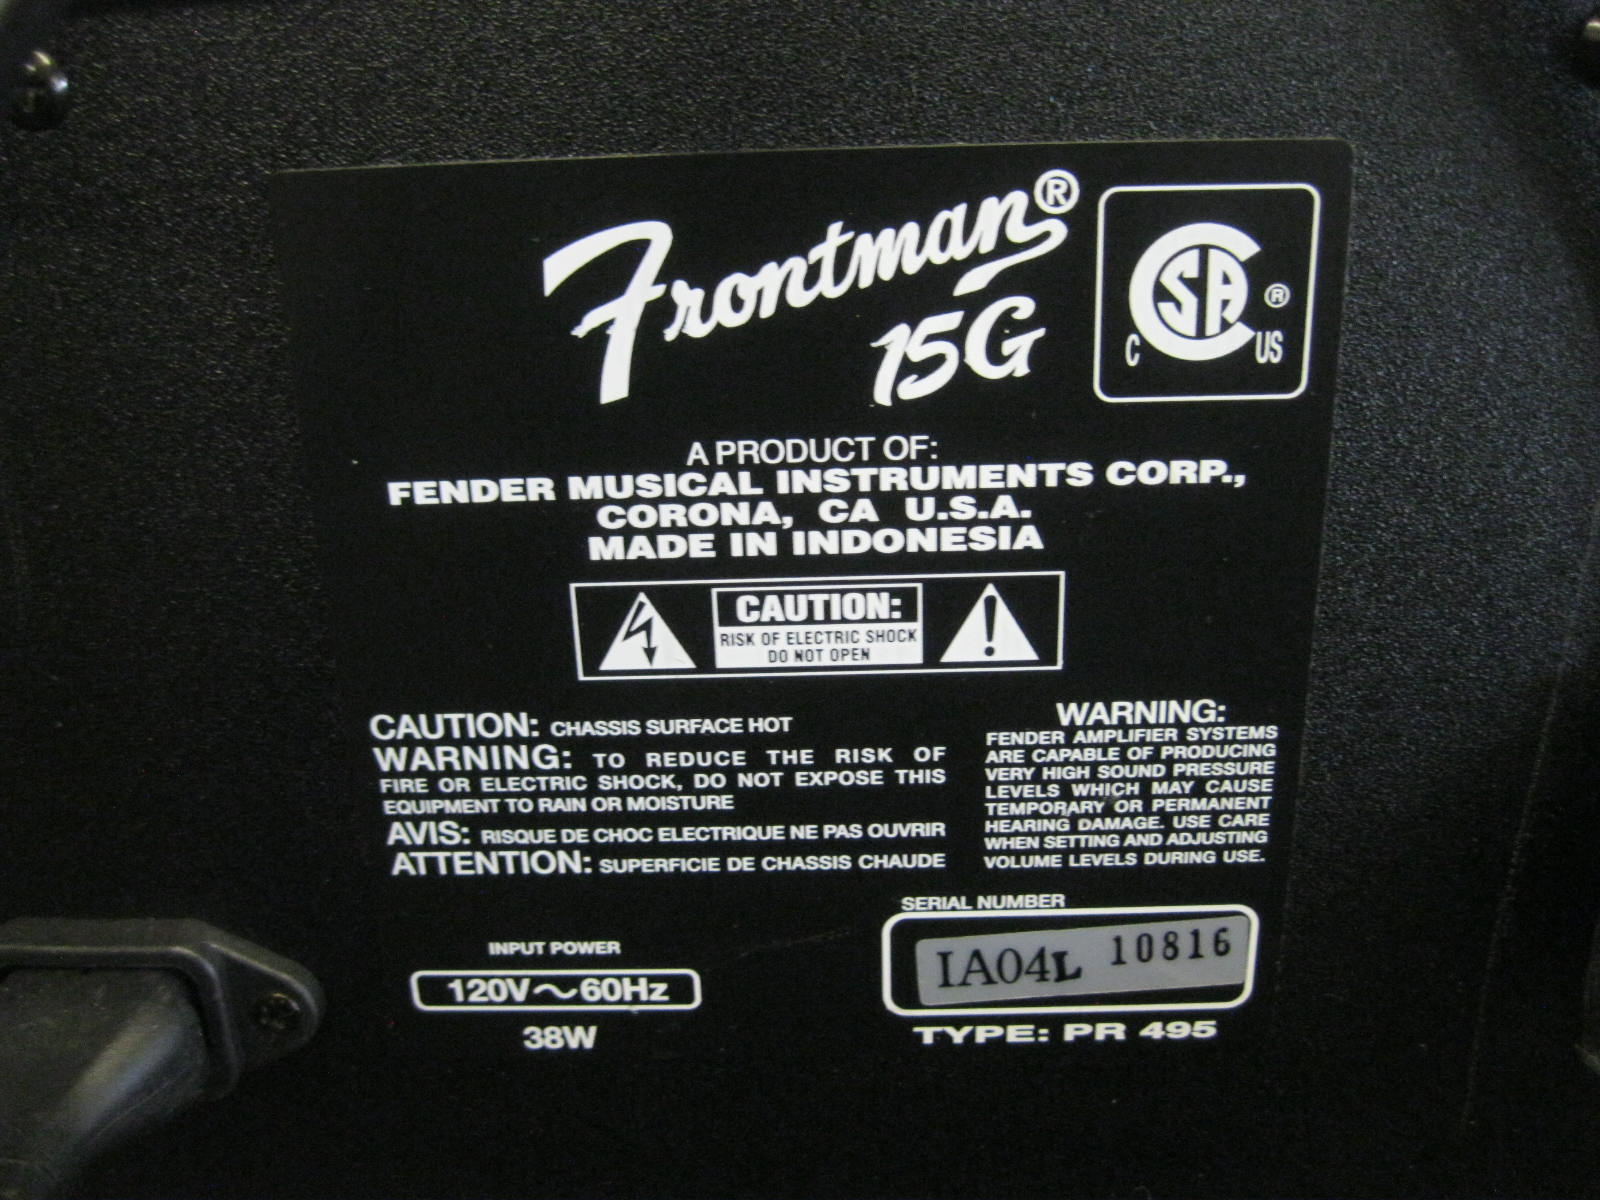 Frontman®
15G
CSA®
C US
A PRODUCT OF:
FENDER MUSICAL INSTRUMENTS CORP.,
CORONA, CA U.S.A.
MADE IN INDONESIA
CAUTION:
RISK OF ELECTRIC SHOCK
DO NOT OPEN
CAUTION: CHASSIS SURFACE HOT
WARNING: TO REDUCE THE RISK OF
FIRE OR ELECTRIC SHOCK, DO NOT EXPOSE THIS
EQUIPMENT TO RAIN OR MOISTURE
AVIS: RISQUE DE CHOC ELECTRIQUE NE PAS OUVRIR
ATTENTION: SUPERFICIE DE CHASSIS CHAUDE
WARNING:
FENDER AMPLIFIER SYSTEMS
ARE CAPABLE OF PRODUCING
VERY HIGH SOUND PRESSURE
LEVELS WHICH MAY CAUSE
TEMPORARY OR PERMANENT
HEARING DAMAGE. USE CARE
WHEN SETTING AND ADJUSTING
VOLUME LEVELS DURING USE.
INPUT POWER
120V～60Hz
38W
SERIAL NUMBER
IA04L 10816
TYPE: PR 495